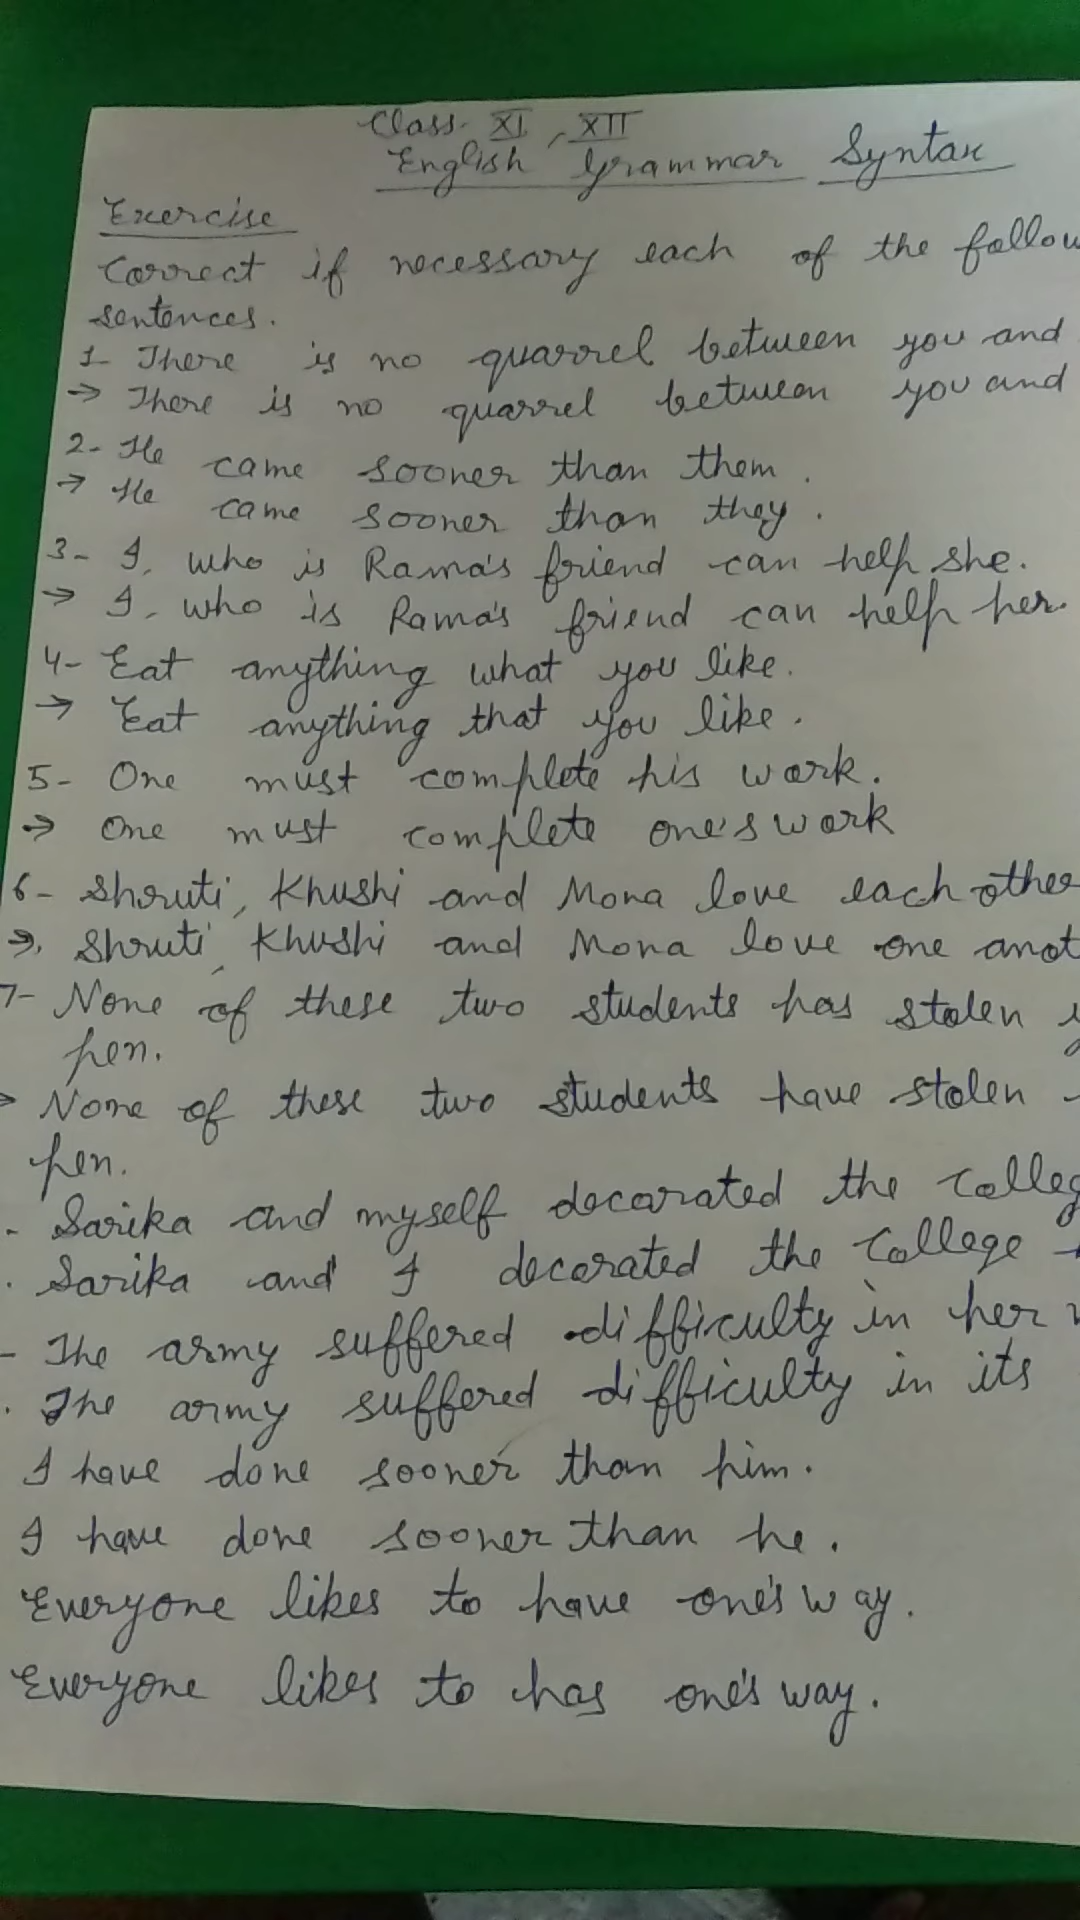 Class- XI, XII
English Grammar Syntax
Exercise
Correct if necessary each of the
sentences.
1- There is no quarrel between you and
→ There is no quarrel between you and
2- He came sooner than them.
→ He came sooner than they.
3- I, who is Rama's friend can help she.
→ I, who is Rama's friend can help her.
4- Eat anything what you like.
→ Eat anything that you like.
5- One must complete his work.
→ One must complete one's work
6- Shruti, Khushi and Mona love each other
→ Shruti, Khushi and Mona love one
7- None of these two students has stolen
pen.
→ None of these two students have stolen
pen.
- Sarika and myself decorated the
. Sarika and I decorated the College
- The army suffered difficulty in her
. The army suffered difficulty in its
I have done sooner than him.
I have done sooner than he.
Everyone likes to have one's way.
Everyone likes to has one's way.